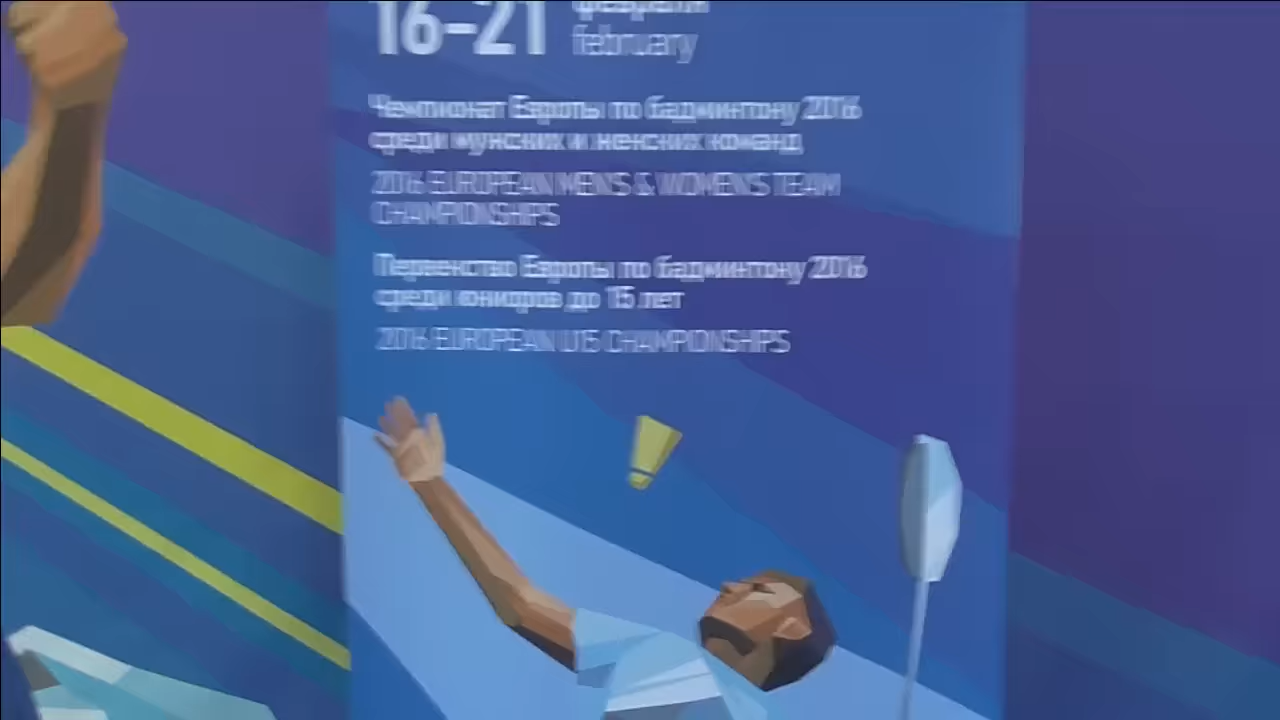 16-21 февраля
february
Чемпионат Европы по бадминтону 2016
среди мужских и женских команд
2016 EUROPEAN MEN'S & WOMEN'S TEAM
CHAMPIONSHIPS
Первенство Европы по бадминтону 2016
среди юниоров до 15 лет
2016 EUROPEAN U15 CHAMPIONSHIPS